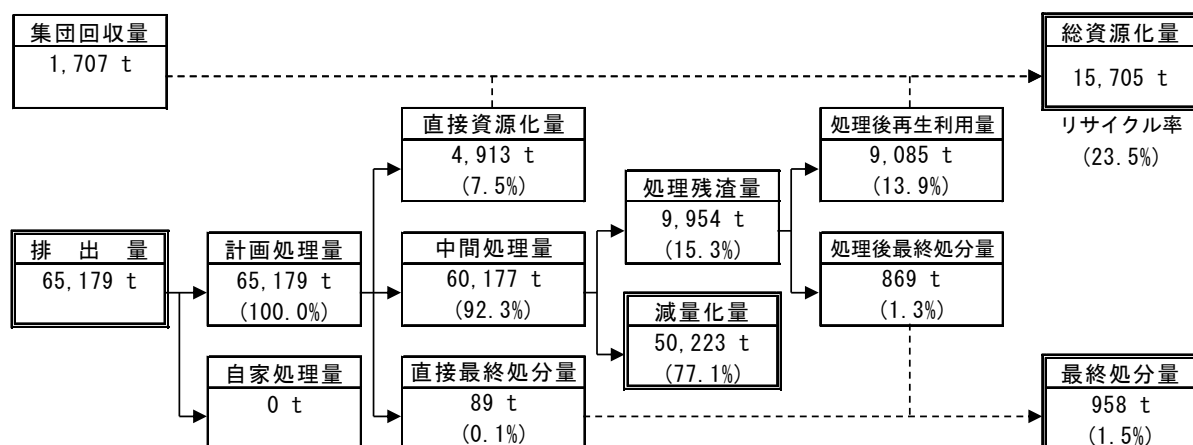 集団回収量
1,707 t
総資源化量
15,705 t
リサイクル率
(23.5%)
直接資源化量
4,913 t
(7.5%)
処理後再生利用量
9,085 t
(13.9%)
処理残渣量
9,954 t
(15.3%)
排出量
65,179 t
計画処理量
65,179 t
(100.0%)
中間処理量
60,177 t
(92.3%)
処理後最終処分量
869 t
(1.3%)
減量化量
50,223 t
(77.1%)
自家処理量
0 t
直接最終処分量
89 t
(0.1%)
最終処分量
958 t
(1.5%)